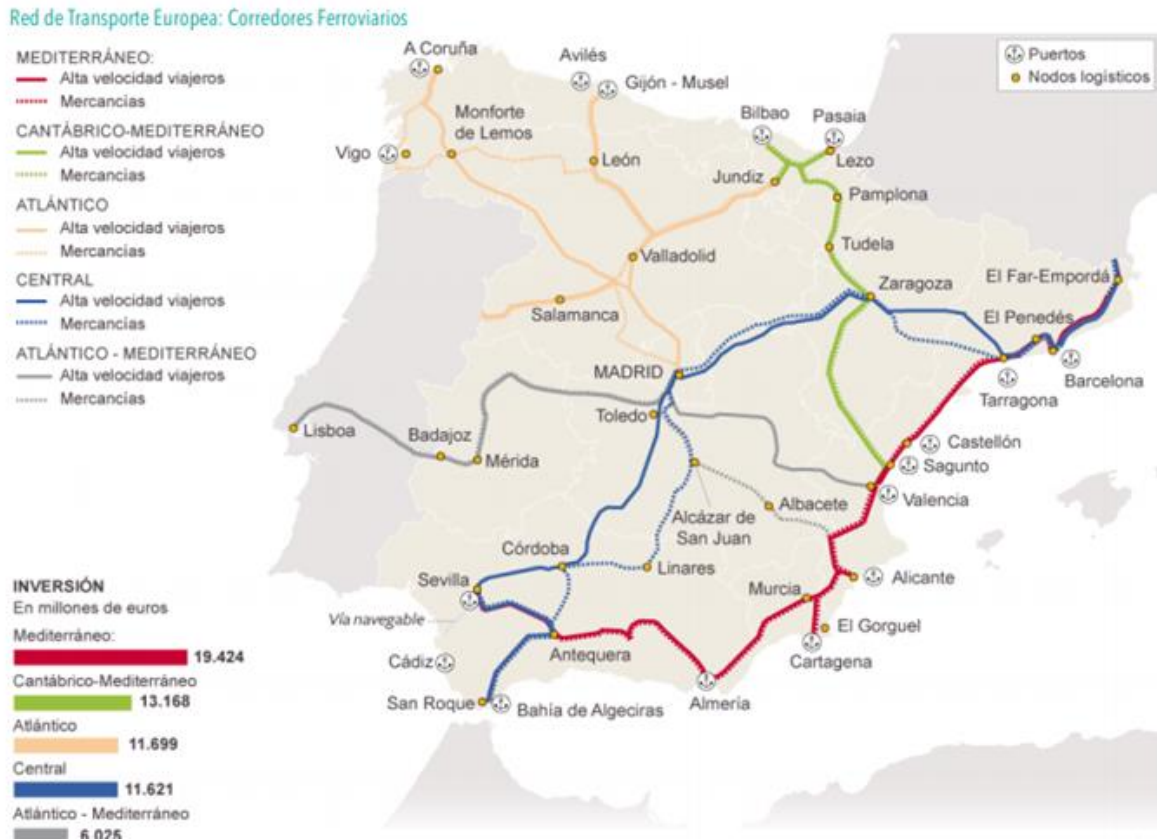 Red de Transporte Europea: Corredores Ferroviarios
MEDITERRÁNEO:
Alta velocidad viajeros
Mercancías
CANTÁBRICO-MEDITERRÁNEO
Alta velocidad viajeros
Mercancías
ATLÁNTICO
Alta velocidad viajeros
Mercancías
CENTRAL
Alta velocidad viajeros
Mercancías
ATLÁNTICO - MEDITERRÁNEO
Alta velocidad viajeros
Mercancías
Puertos
Nodos logísticos
A Coruña
Avilés
Gijón - Musel
Monforte
de Lemos
Vigo
León
Bilbao
Pasaia
Lezo
Jundiz
Pamplona
Tudela
Valladolid
Salamanca
Zaragoza
El Far-Empordá
El Penedés
Barcelona
Tarragona
MADRID
Toledo
Castellón
Sagunto
Valencia
Lisboa
Badajoz
Mérida
Albacete
Alcázar de
San Juan
Córdoba
Linares
Sevilla
Alicante
Murcia
El Gorguel
Cartagena
Vía navegable
Antequera
Cádiz
Almería
San Roque
Bahía de Algeciras
INVERSIÓN
En millones de euros
Mediterráneo:
19.424
Cantábrico-Mediterráneo
13.168
Atlántico
11.699
Central
11.621
Atlántico - Mediterráneo
6.025